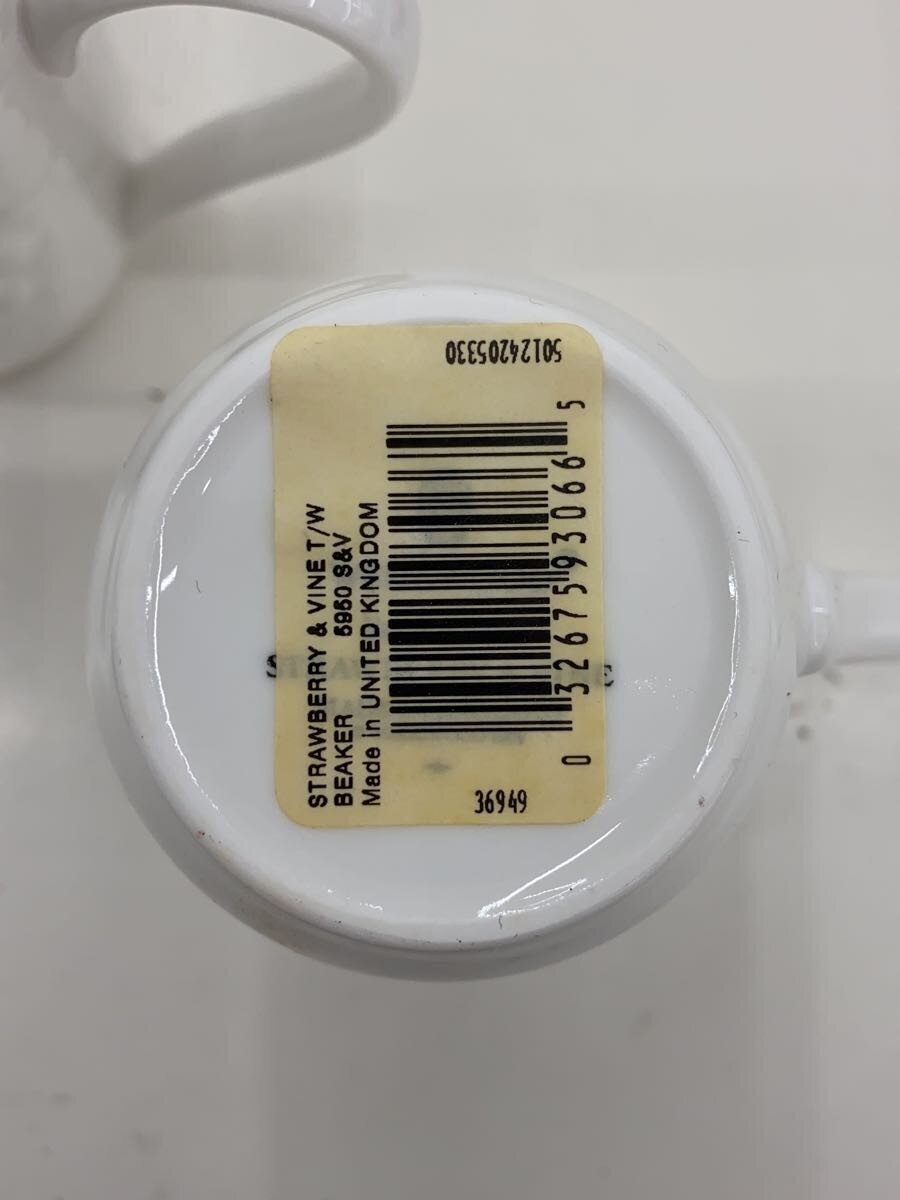 STRAWBERRY & VINE T/W
BEAKER 5950 S&V
Made in UNITED KINGDOM
0 32675 93066 5
50124205330
36949